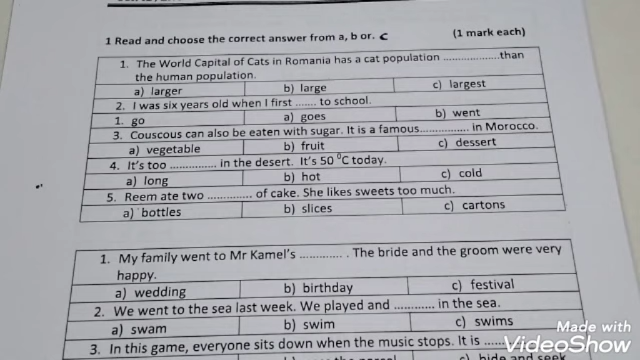 1 Read and choose the correct answer from a, b or. c (1 mark each)
1. The World Capital of Cats in Romania has a cat population ..................than
the human population.
a) larger b) large c) largest
2. I was six years old when I first ....... to school.
1. go a) goes b) went
3. Couscous can also be eaten with sugar. It is a famous................ in Morocco.
a) vegetable b) fruit c) dessert
4. It's too ............... in the desert. It's 50 °C today.
a) long b) hot c) cold
5. Reem ate two .............. of cake. She likes sweets too much.
a) bottles b) slices c) cartons
1. My family went to Mr Kamel's ............. . The bride and the groom were very
happy.
a) wedding b) birthday c) festival
2. We went to the sea last week. We played and ............ in the sea.
a) swam b) swim c) swims
3. In this game, everyone sits down when the music stops. It is ......
c) hide and seek
Made with
VideoShow